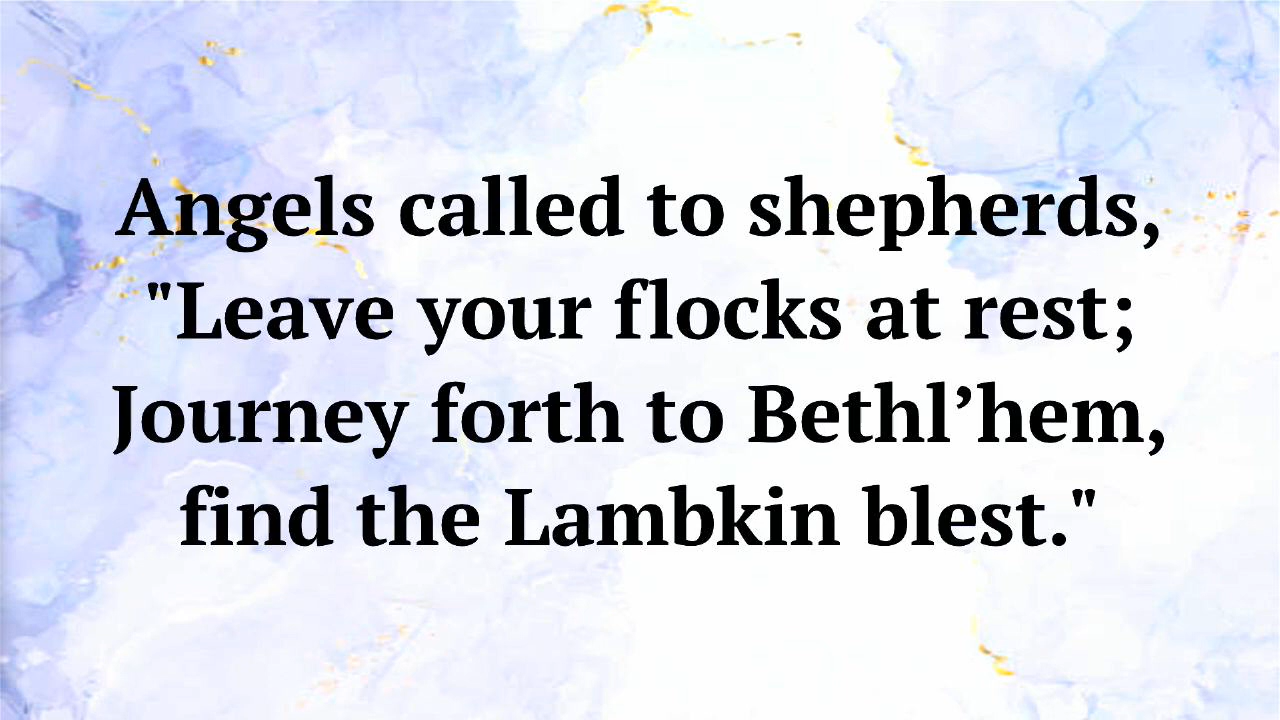 Angels called to shepherds,
"Leave your flocks at rest;
Journey forth to Bethl’hem,
find the Lambkin blest."